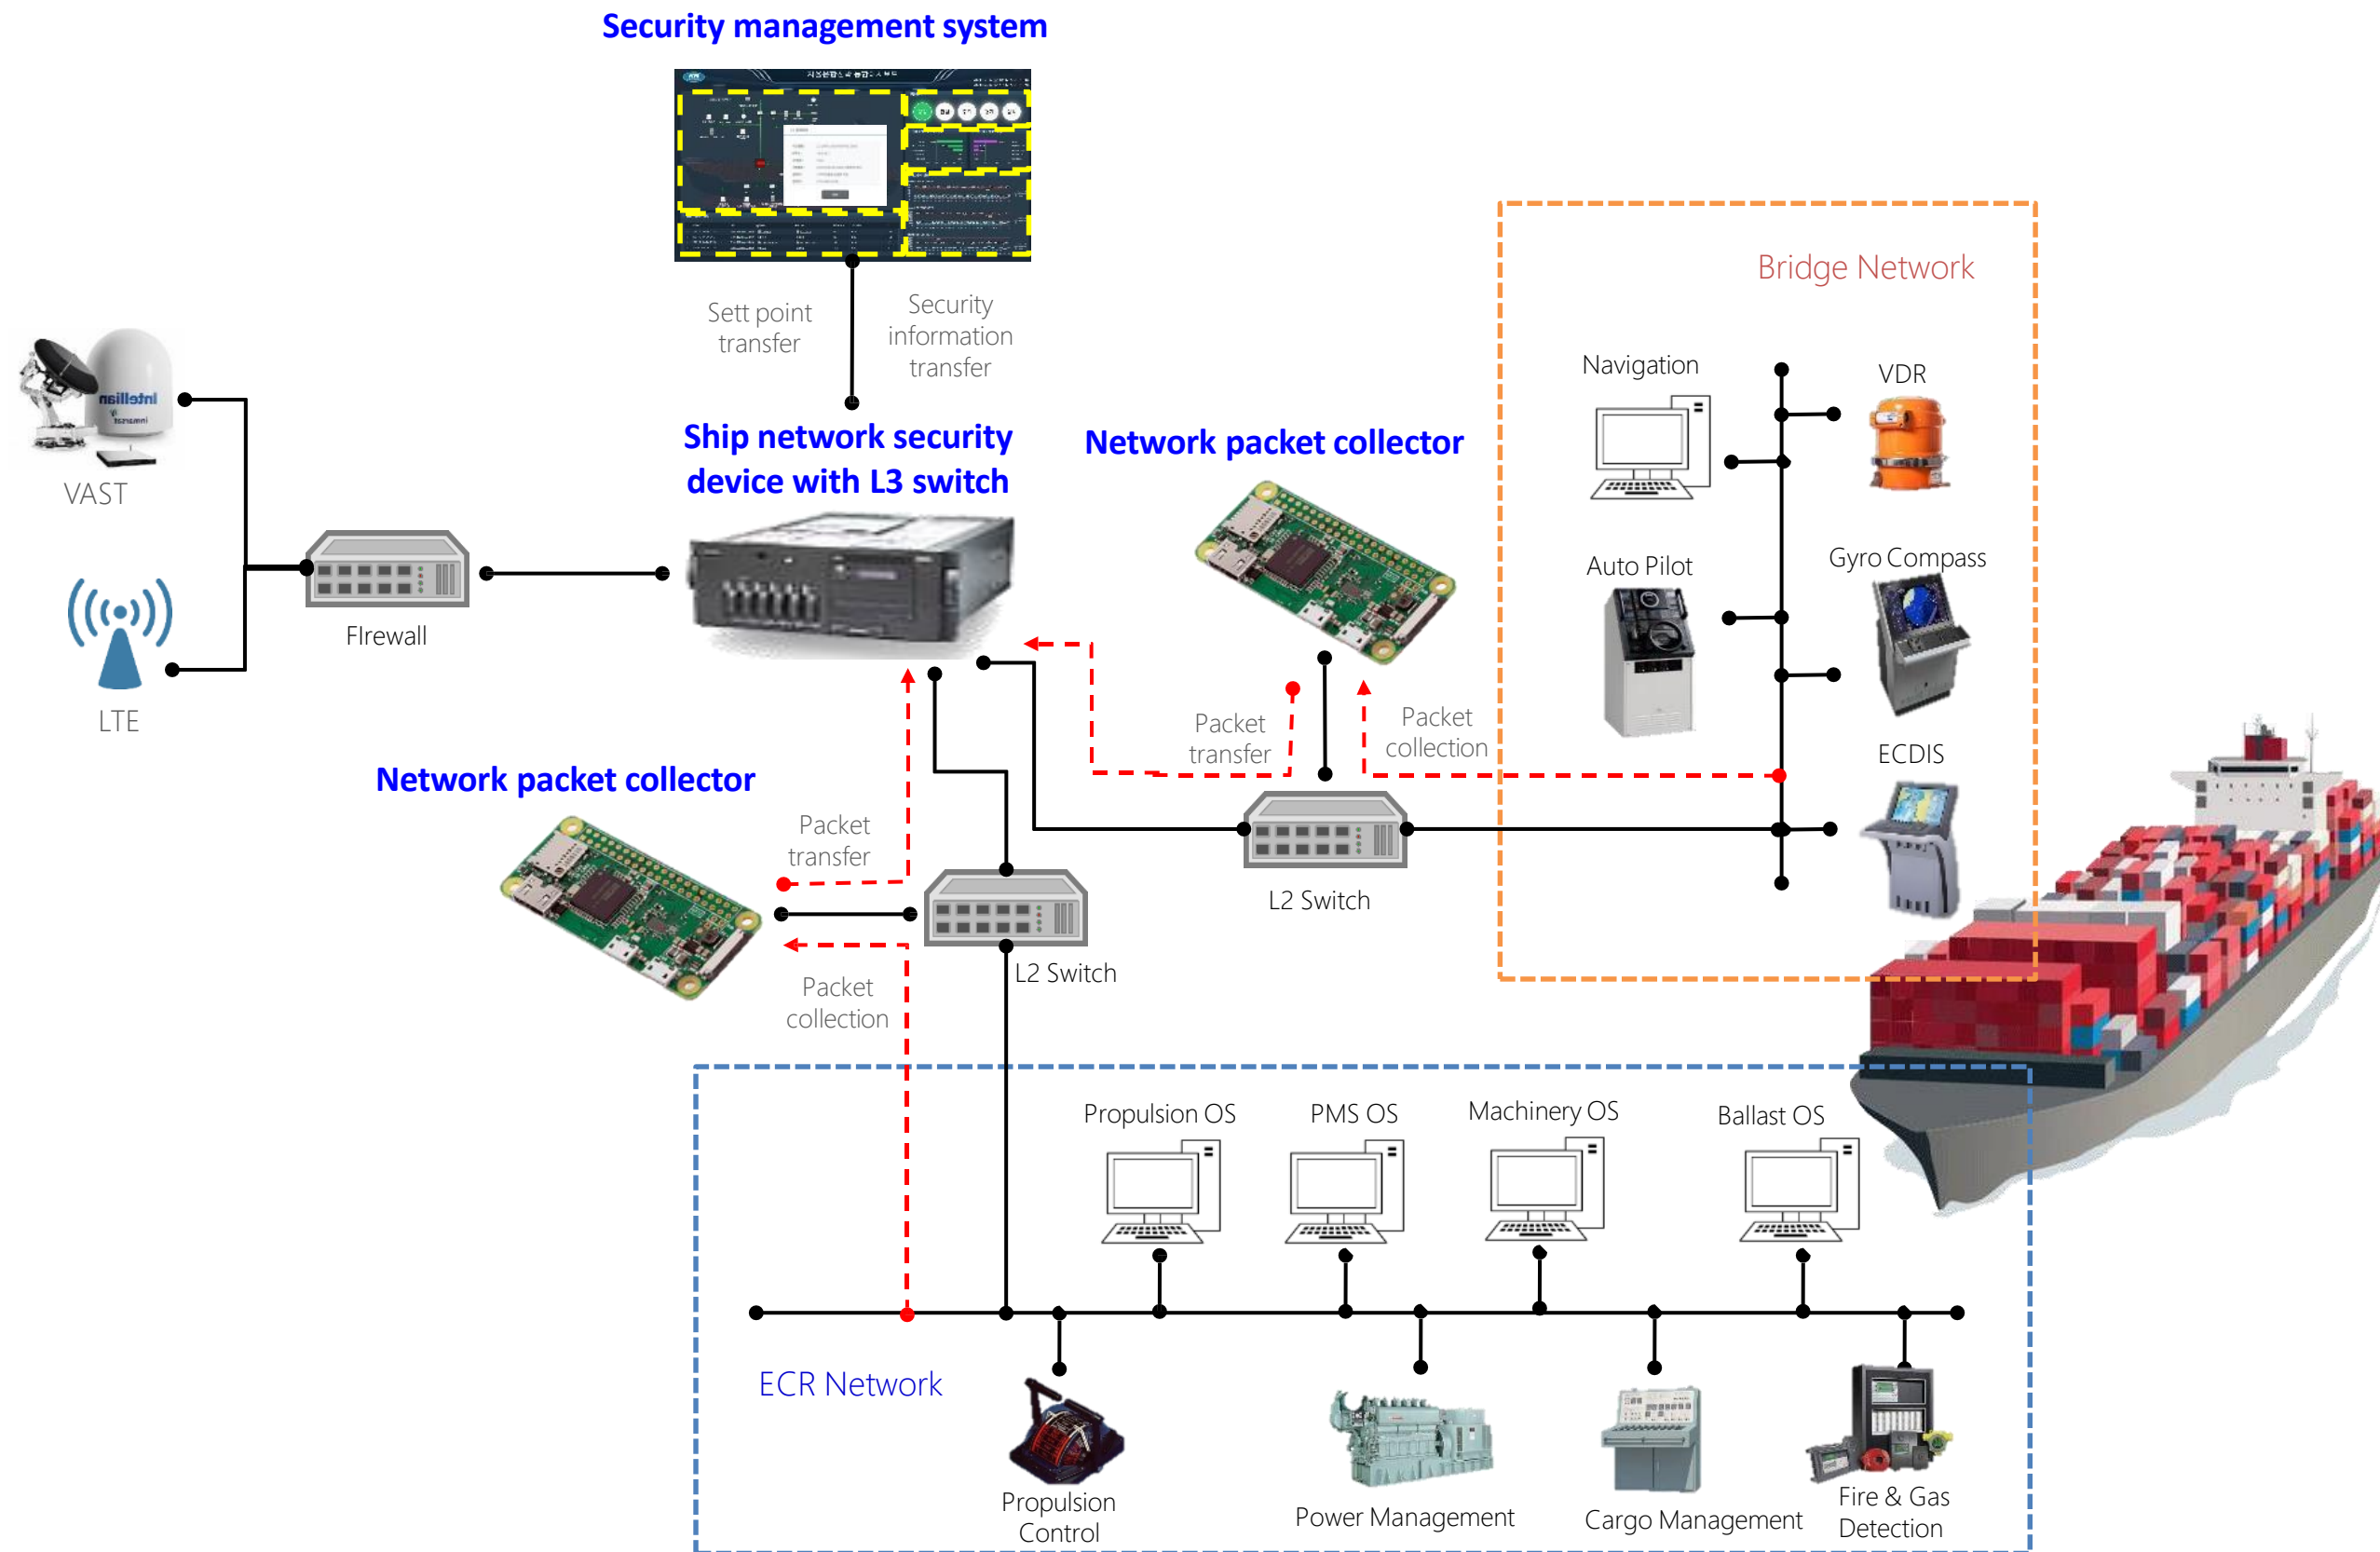 Security management system
Sett point
transfer
Security
information
transfer
Bridge Network
Navigation
VDR
Intellian
inmarsat
VAST
Ship network security
device with L3 switch
Network packet collector
Auto Pilot
Gyro Compass
FIrewall
LTE
Packet
transfer
Packet
collection
ECDIS
Network packet collector
Packet
transfer
L2 Switch
L2 Switch
Packet
collection
Propulsion OS
PMS OS
Machinery OS
Ballast OS
ECR Network
Propulsion
Control
Power Management
Cargo Management
Fire & Gas
Detection